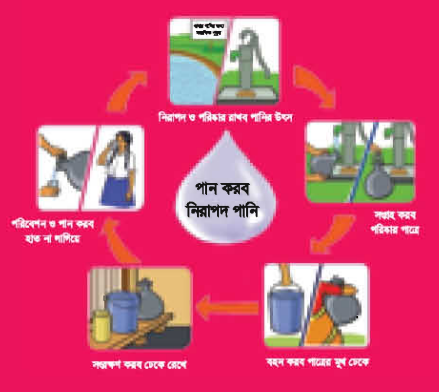 নিরাপদ ও পরিষ্কার রাখব পানির উৎস
পান করব
নিরাপদ পানি
সংগ্রহ করব
পরিষ্কার পাত্রে
পরিবেশন ও পান করব
হাত না লাগিয়ে
সংরক্ষণ করব ঢেকে রেখে
বহন করব পাত্রের মুখ ঢেকে